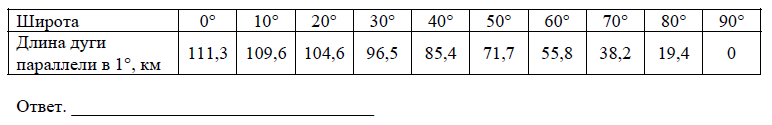 Широта 0° 10° 20° 30° 40° 50° 60° 70° 80° 90°
Длина дуги
параллели в 1°, км 111,3 109,6 104,6 96,5 85,4 71,7 55,8 38,2 19,4 0
Ответ.